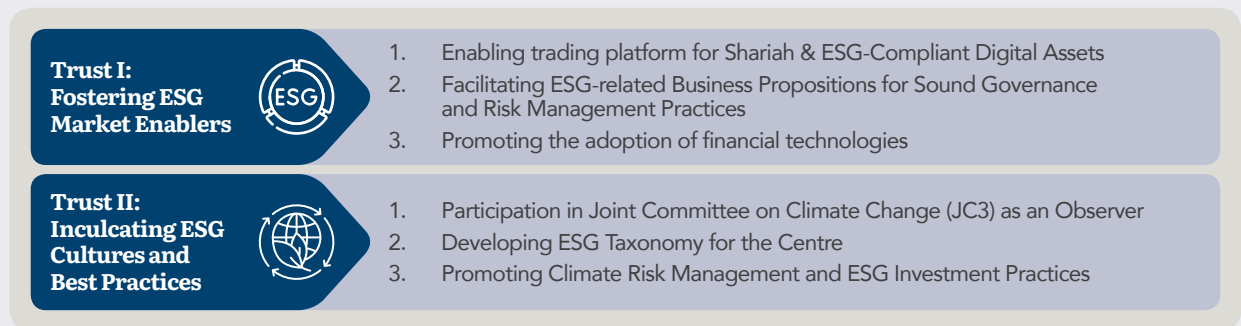 Trust I:
Fostering ESG
Market Enablers
ESG
1. Enabling trading platform for Shariah & ESG-Compliant Digital Assets
2. Facilitating ESG-related Business Propositions for Sound Governance
and Risk Management Practices
3. Promoting the adoption of financial technologies
Trust II:
Inculcating ESG
Cultures and
Best Practices
1. Participation in Joint Committee on Climate Change (JC3) as an Observer
2. Developing ESG Taxonomy for the Centre
3. Promoting Climate Risk Management and ESG Investment Practices